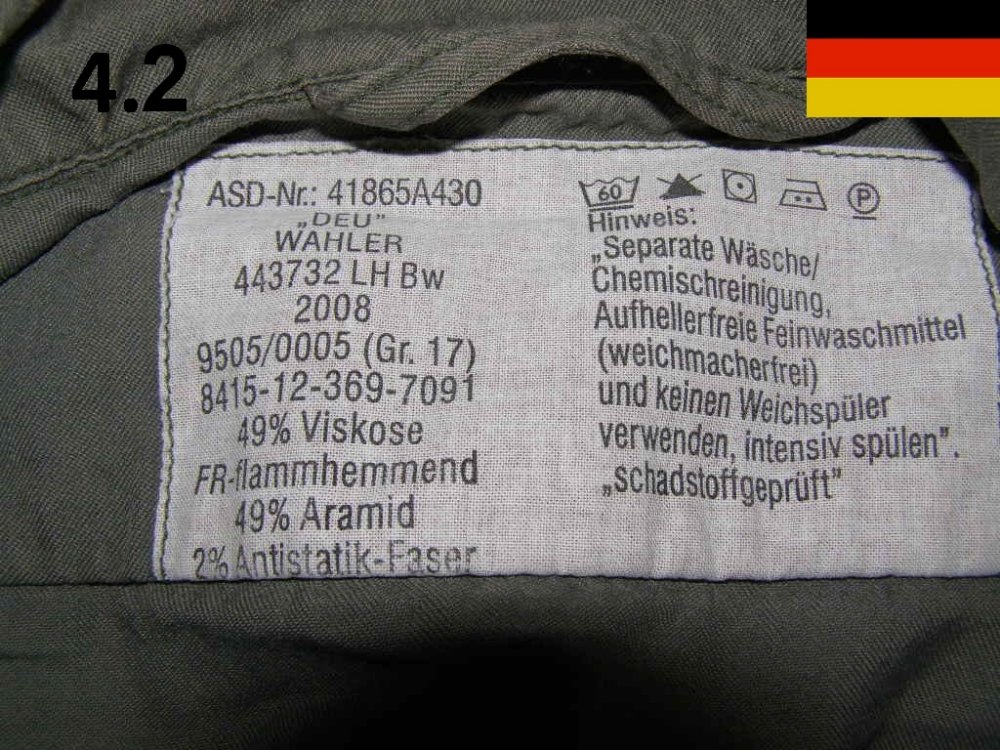 4.2
ASD-Nr.: 41865A430
„DEU”
WAHLER
443732 LH Bw
2008
9505/0005 (Gr. 17)
8415-12-369-7091
49% Viskose
FR-flammhemmend
49% Aramid
2% Antistatik-Faser
60 P
Hinweis:
„Separate Wäsche/
Chemischreinigung,
Aufhellerfreie Feinwaschmittel
(weichmacherfrei)
und keinen Weichspüler
verwenden, intensiv spülen”.
„schadstoffgeprüft”